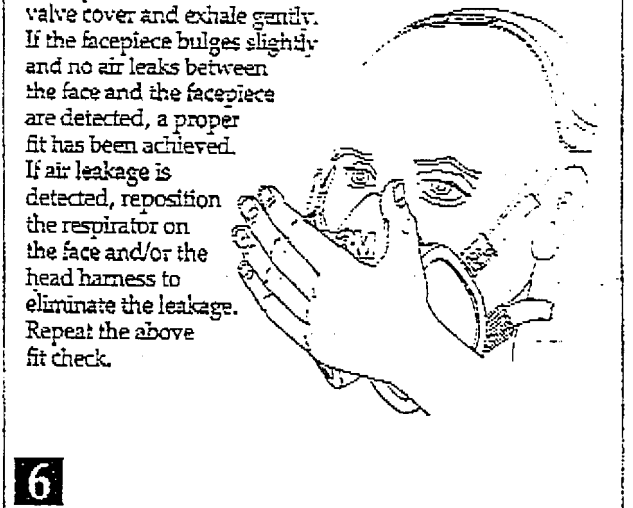 valve cover and exhale gently.
If the facepiece bulges slightly
and no air leaks between
the face and the facepiece
are detected, a proper
fit has been achieved.
If air leakage is
detected, reposition
the respirator on
the face and/or the
head harness to
eliminate the leakage.
Repeat the above
fit check.
6